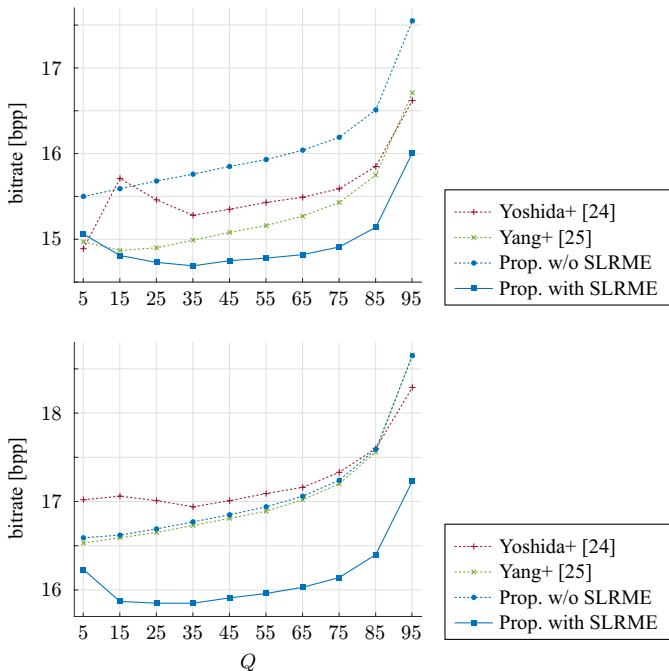 17
16
15
bitrate [bpp]
5 15 25 35 45 55 65 75 85 95
Yoshida+ [24]
Yang+ [25]
Prop. w/o SLRME
Prop. with SLRME
18
17
16
bitrate [bpp]
5 15 25 35 45 55 65 75 85 95
Q
Yoshida+ [24]
Yang+ [25]
Prop. w/o SLRME
Prop. with SLRME